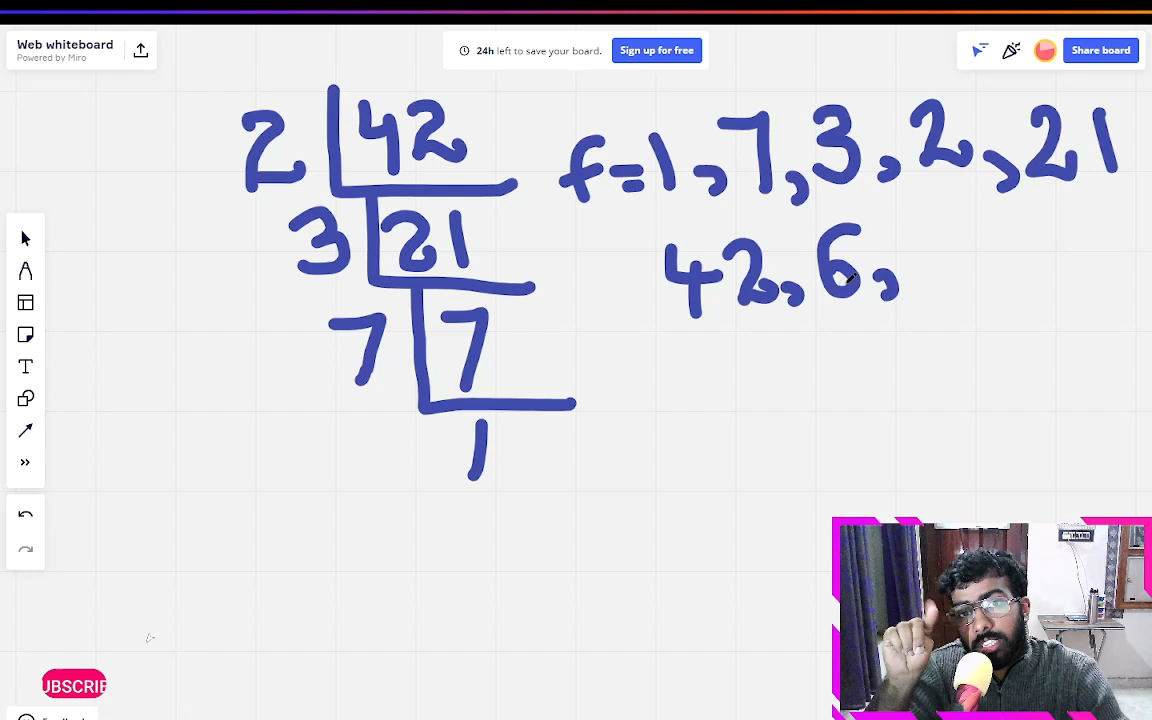 Web whiteboard
Powered by Miro
24h left to save your board.
Sign up for free
Share board
2 42 f=1,7,3,2,21
3 21 42,6,
7 7
1
T
UBSCRIBE